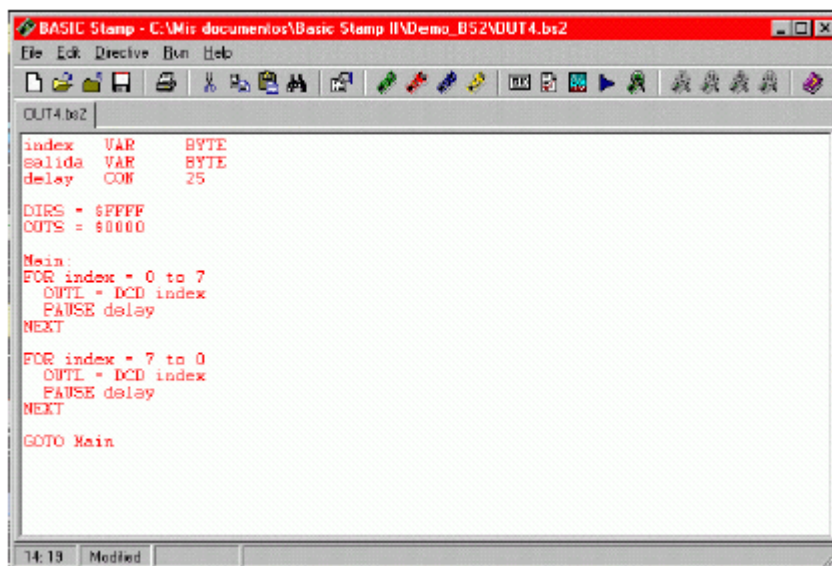 BASIC Stamp - C:\Mis documentos\Basic Stamp II\Demo_BS2\OUT4.bs2
File Edit Directive Run Help
OUT4.bs2
index VAR BYTE
salida VAR BYTE
delay CON 25
DIRS = $FFFF
OUTS = $0000
Main:
FOR index = 0 to 7
OUTL = DCD index
PAUSE delay
NEXT
FOR index = 7 to 0
OUTL = DCD index
PAUSE delay
NEXT
GOTO Main
14:19 Modified